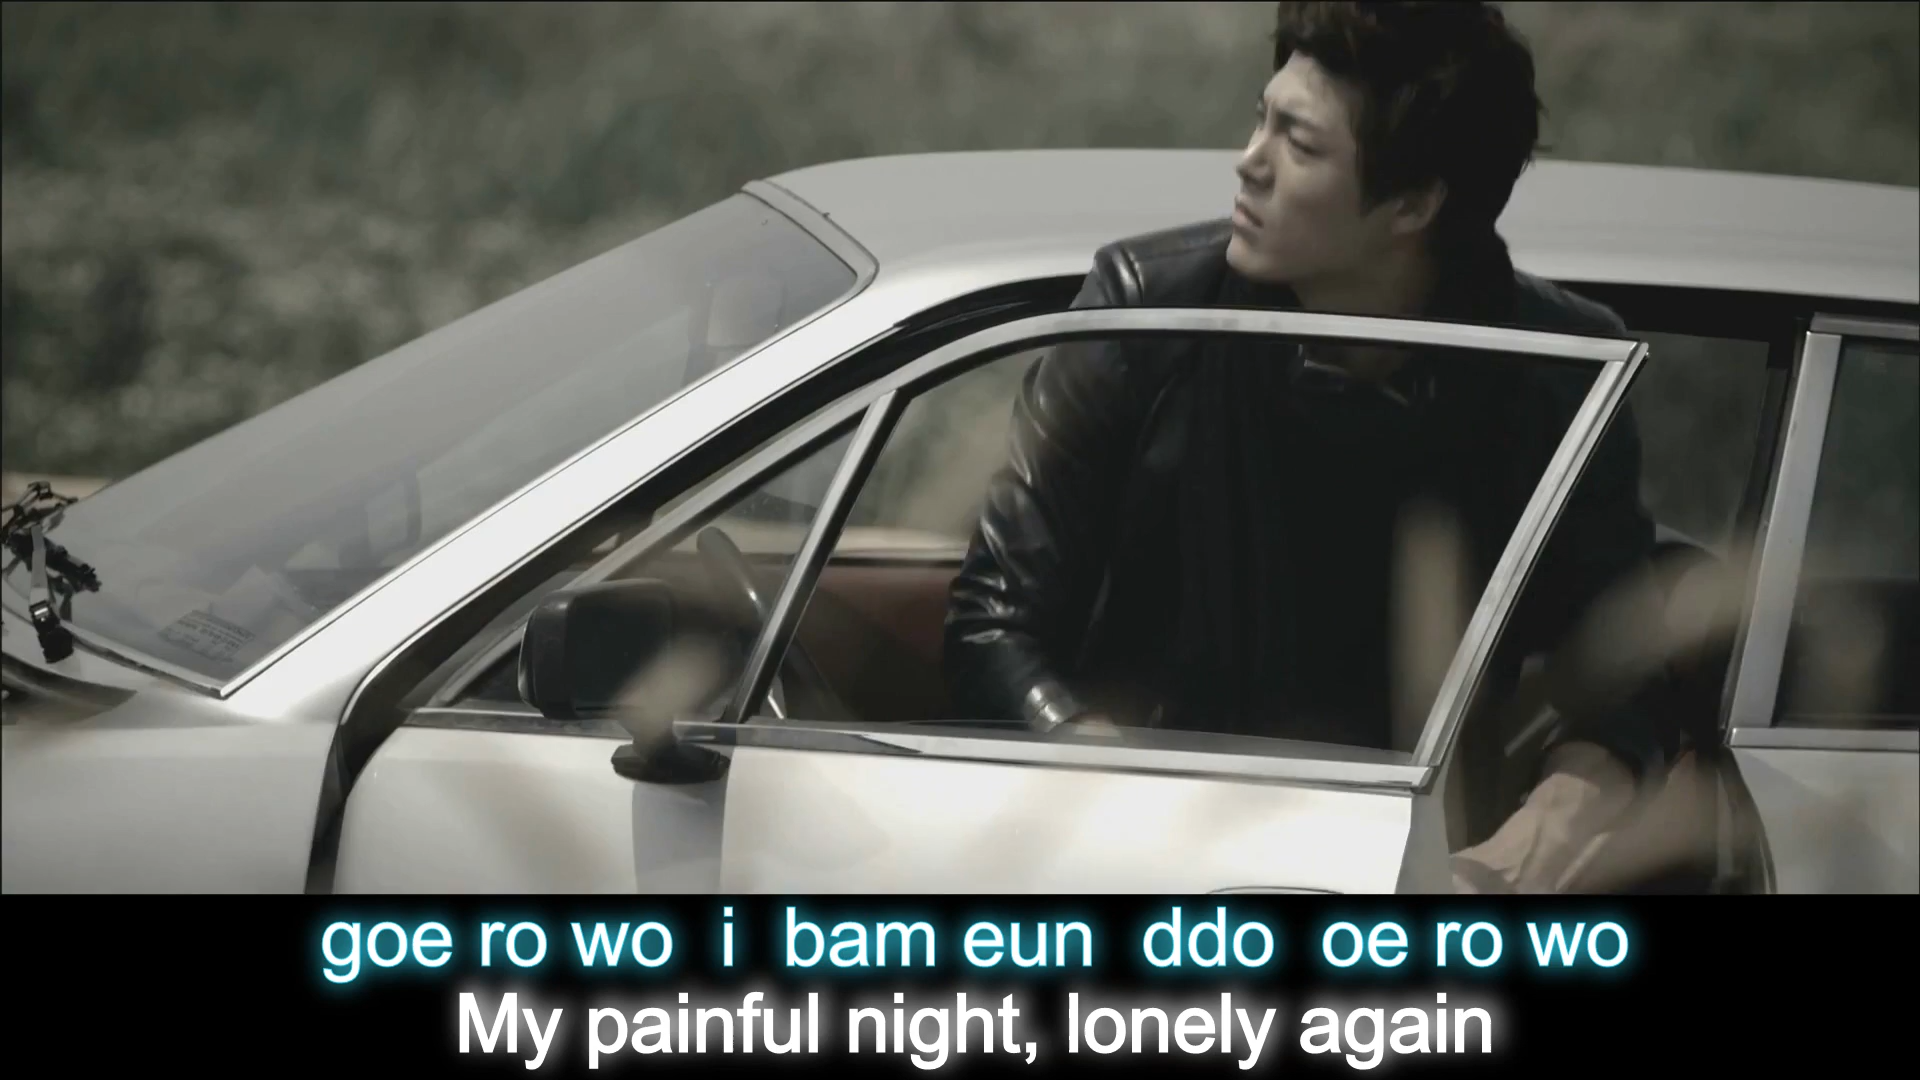 goe ro wo  i  bam eun  ddo  oe ro wo
My painful night, lonely again